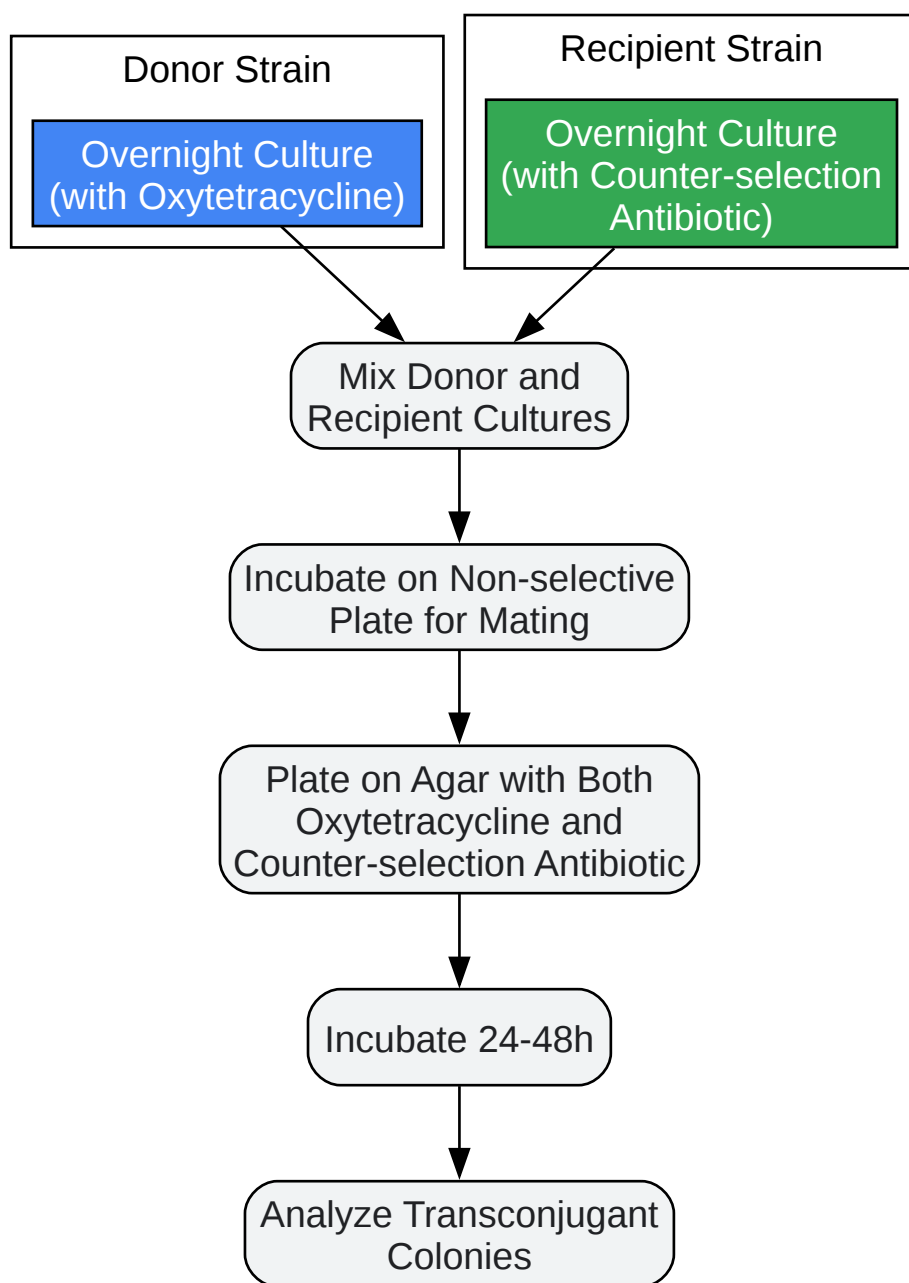 Donor Strain
Overnight Culture
(with Oxytetracycline)
Recipient Strain
Overnight Culture
(with Counter-selection
Antibiotic)
Mix Donor and
Recipient Cultures
Incubate on Non-selective
Plate for Mating
Plate on Agar with Both
Oxytetracycline and
Counter-selection Antibiotic
Incubate 24-48h
Analyze Transconjugant
Colonies